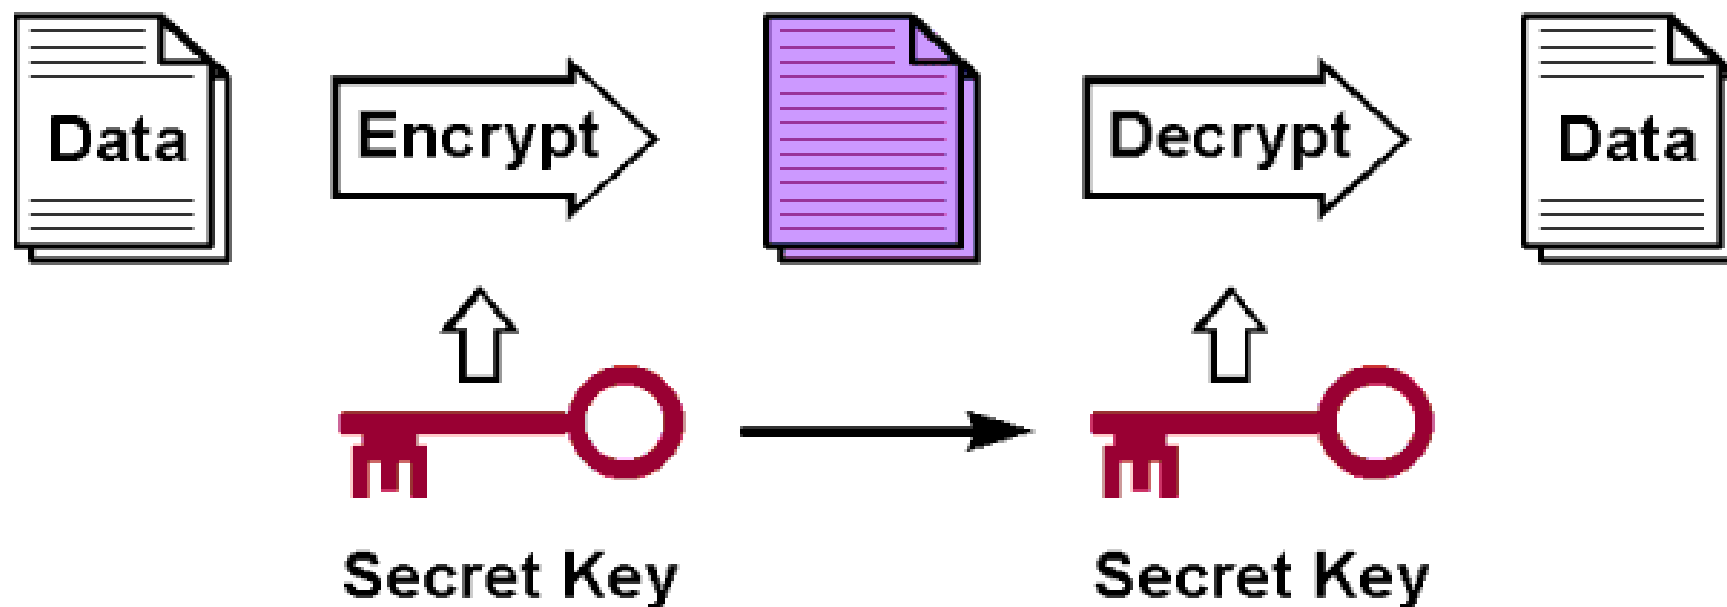 Data
Encrypt
Decrypt
Data
Secret Key
Secret Key